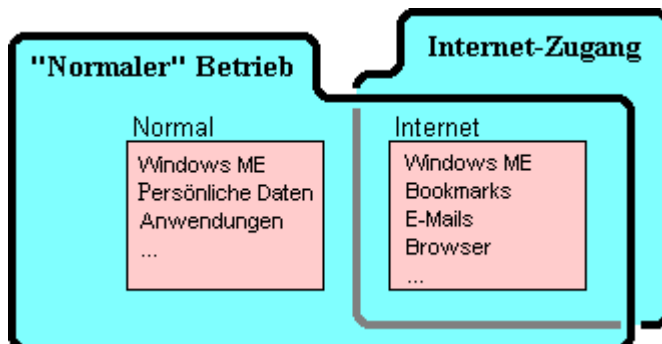 "Normaler" Betrieb
Internet-Zugang
Normal
Windows ME
Persönliche Daten
Anwendungen
...
Internet
Windows ME
Bookmarks
E-Mails
Browser
...